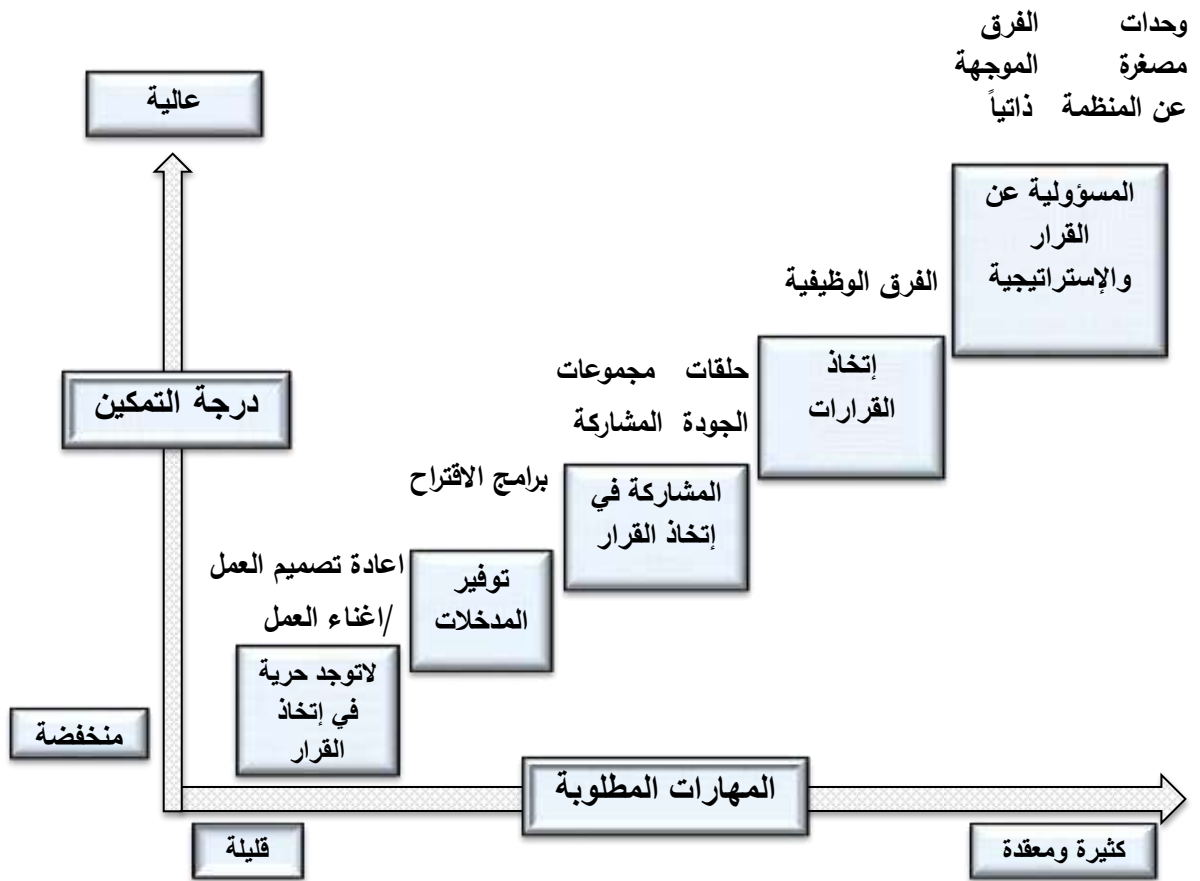 وحدات الفرق
مصغرة الموجهة
عن المنظمة ذاتياً
عالية
المسؤولية عن
القرار
والإستراتيجية
الفرق الوظيفية
إتخاذ
القرارات
حلقات مجموعات
الجودة المشاركة
درجة التمكين
المشاركة في
إتخاذ القرار
برامج الاقتراح
توفير
المدخلات
اعادة تصميم العمل
/اغناء العمل
لاتوجد حرية
في إتخاذ
القرار
منخفضة
المهارات المطلوبة
قليلة
كثيرة ومعقدة